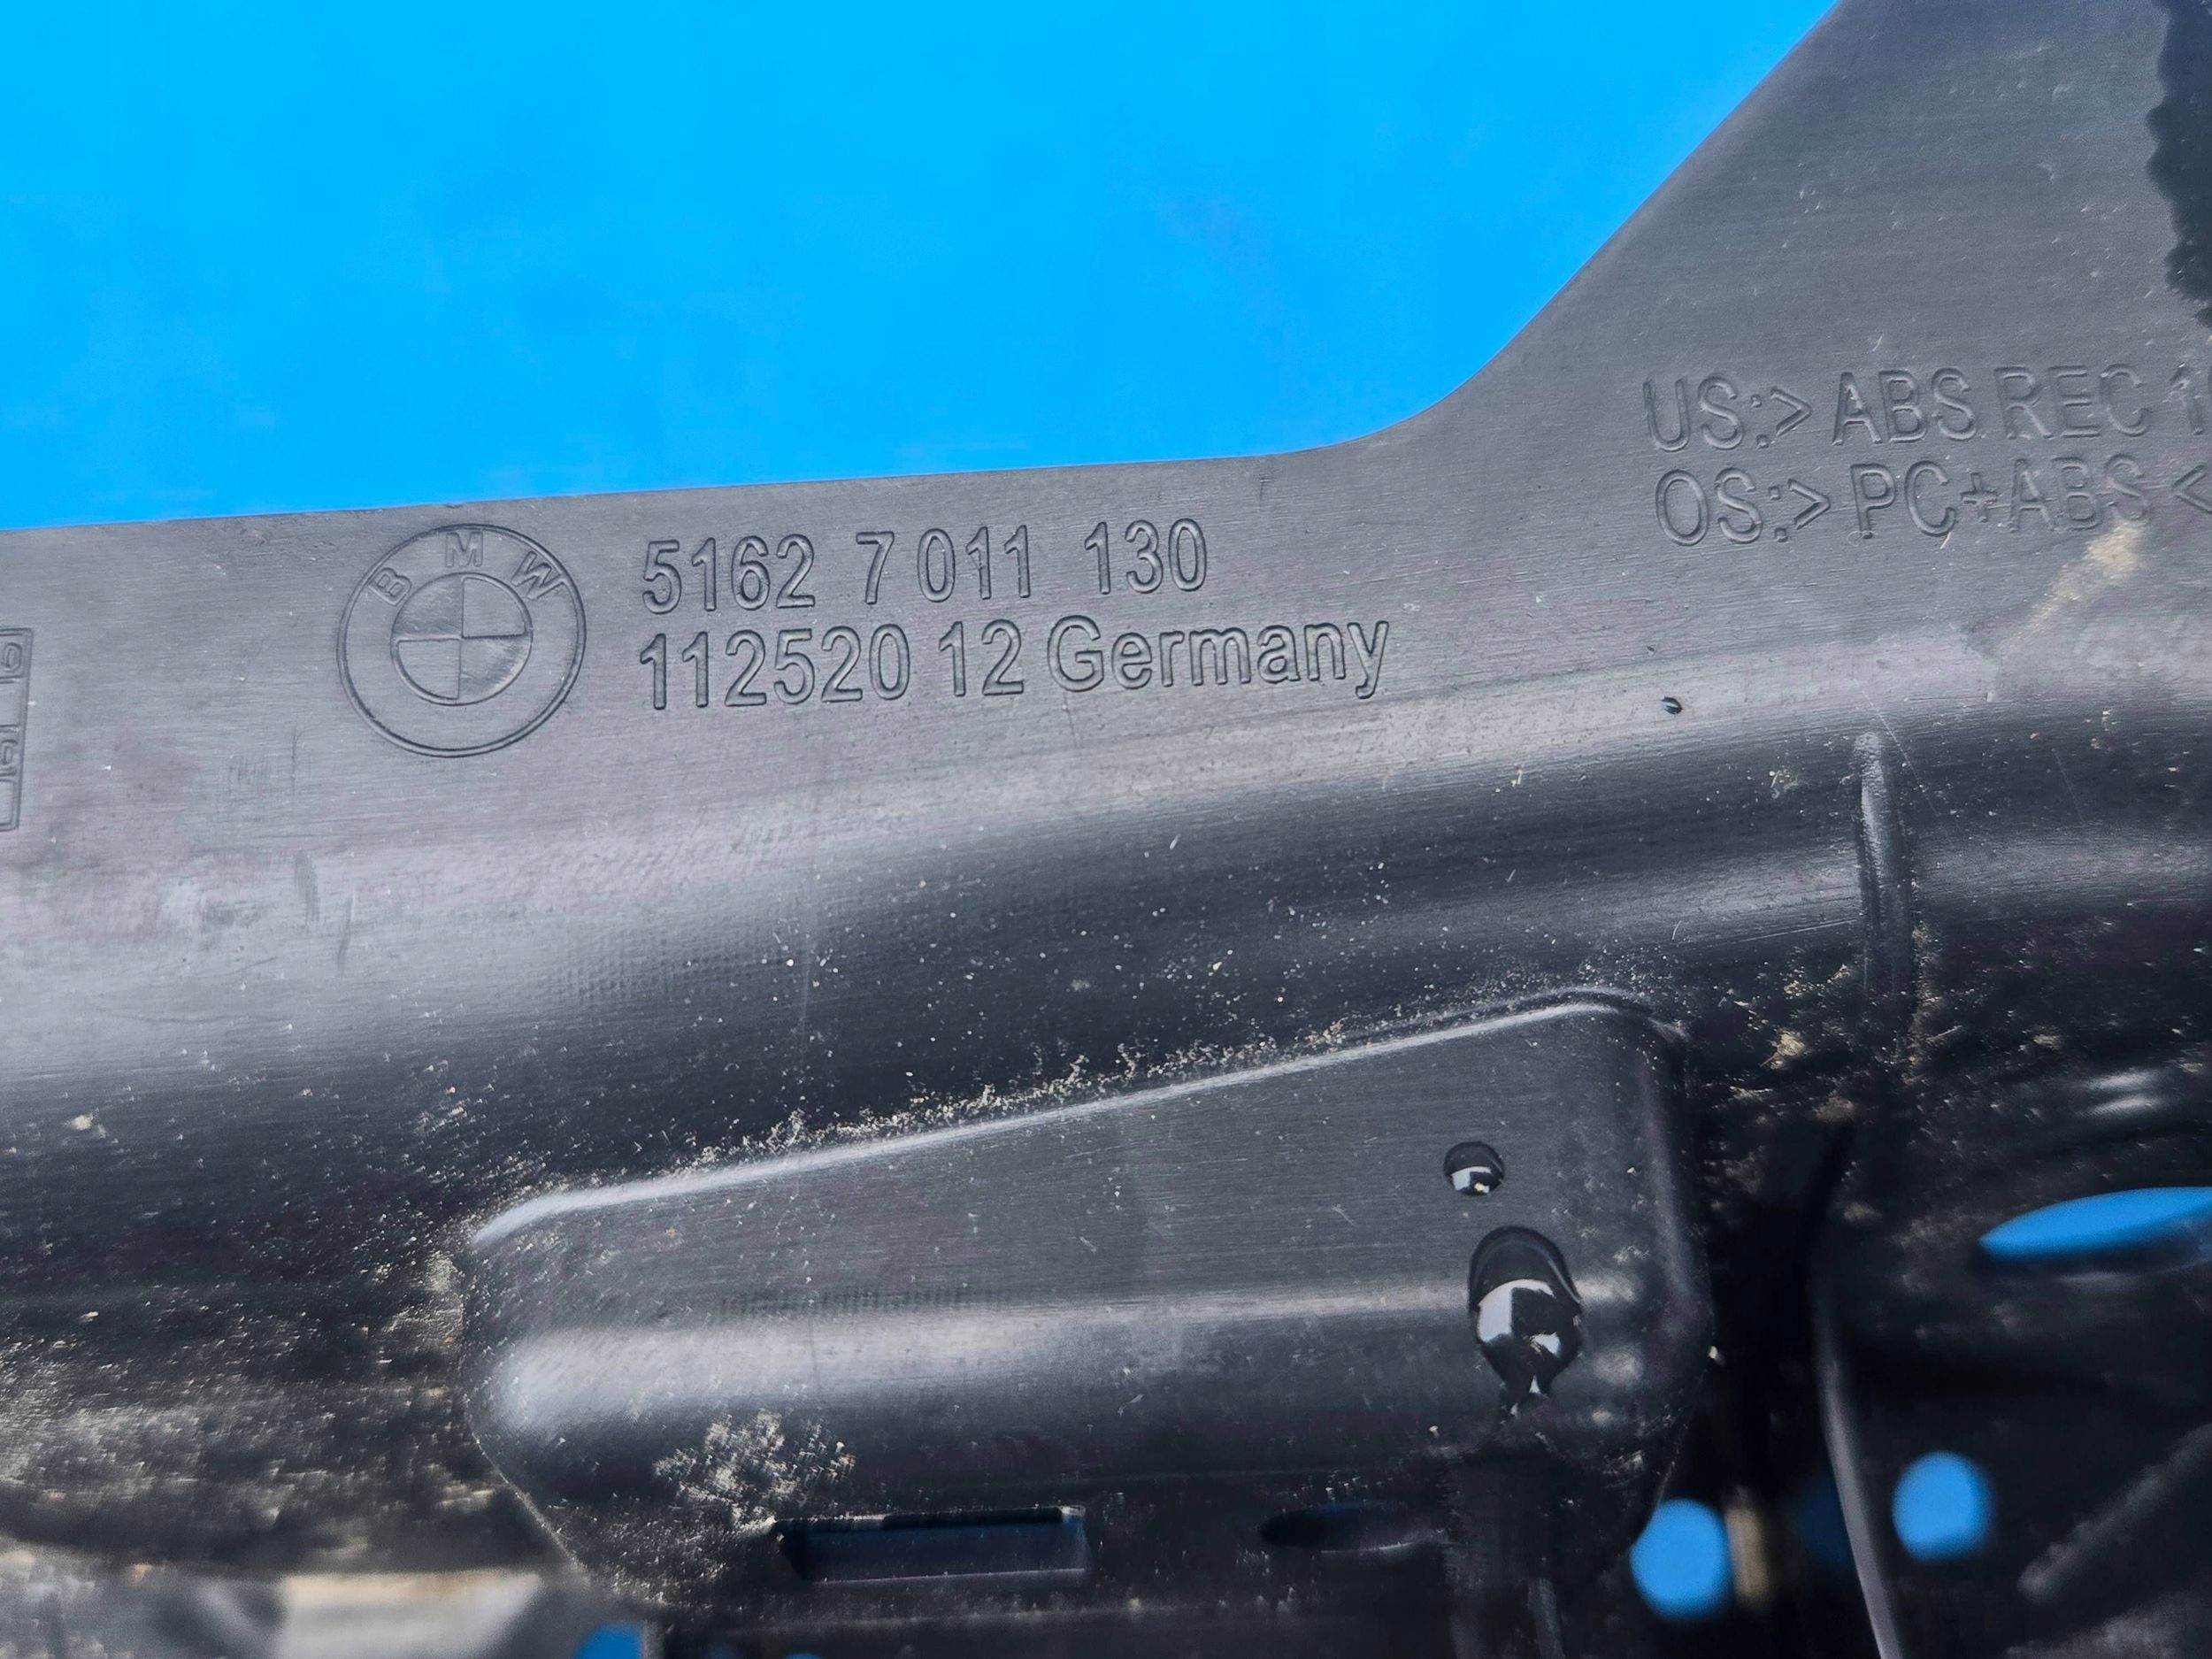 BMW
5162 7 011 130
112520 12 Germany
US:> ABS REC
OS:> PC+ABS <